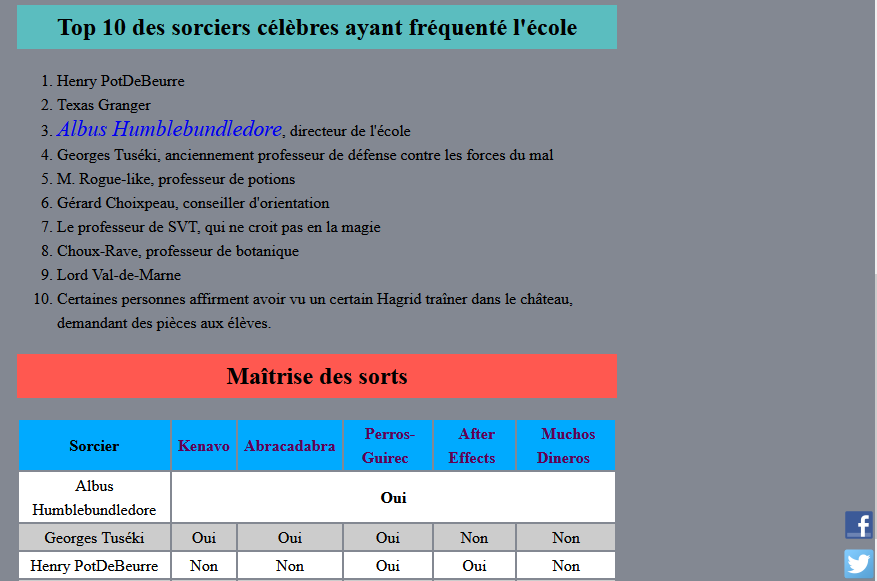 Top 10 des sorciers célèbres ayant fréquenté l'école
1. Henry PotDeBeurre
2. Texas Granger
3. Albus Humblebundledore, directeur de l'école
4. Georges Tuséki, anciennement professeur de défense contre les forces du mal
5. M. Rogue-like, professeur de potions
6. Gérard Choixpeau, conseiller d'orientation
7. Le professeur de SVT, qui ne croit pas en la magie
8. Choux-Rave, professeur de botanique
9. Lord Val-de-Marne
10. Certaines personnes affirment avoir vu un certain Hagrid traîner dans le château,
demandant des pièces aux élèves.
Maîtrise des sorts
Sorcier Kenavo Abracadabra Perros-
Guirec After
Effects Muchos
Dineros
Albus
Humblebundledore Oui
Georges Tuséki Oui Oui Oui Non Non
Henry PotDeBeurre Non Non Oui Oui Non